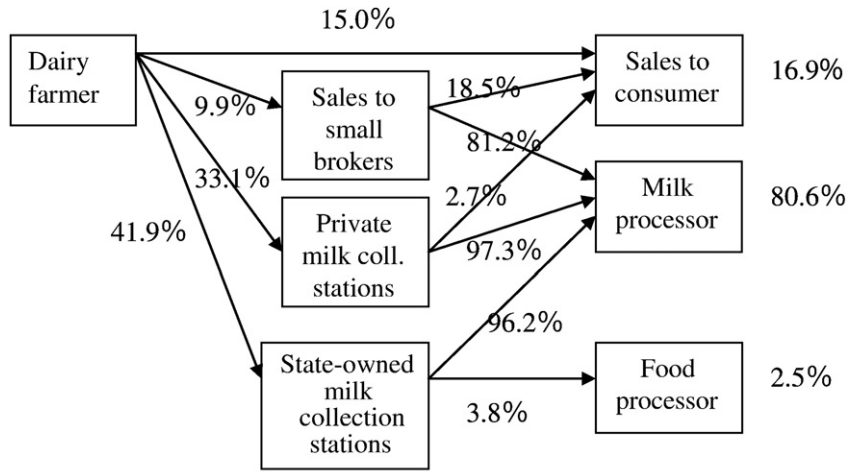 15.0%
Dairy
farmer
Sales to
consumer
16.9%
9.9%
Sales to
small
brokers
18.5%
81.2%
33.1%
Milk
processor
80.6%
41.9%
Private
milk coll.
stations
2.7%
97.3%
96.2%
State-owned
milk
collection
stations
3.8%
Food
processor
2.5%